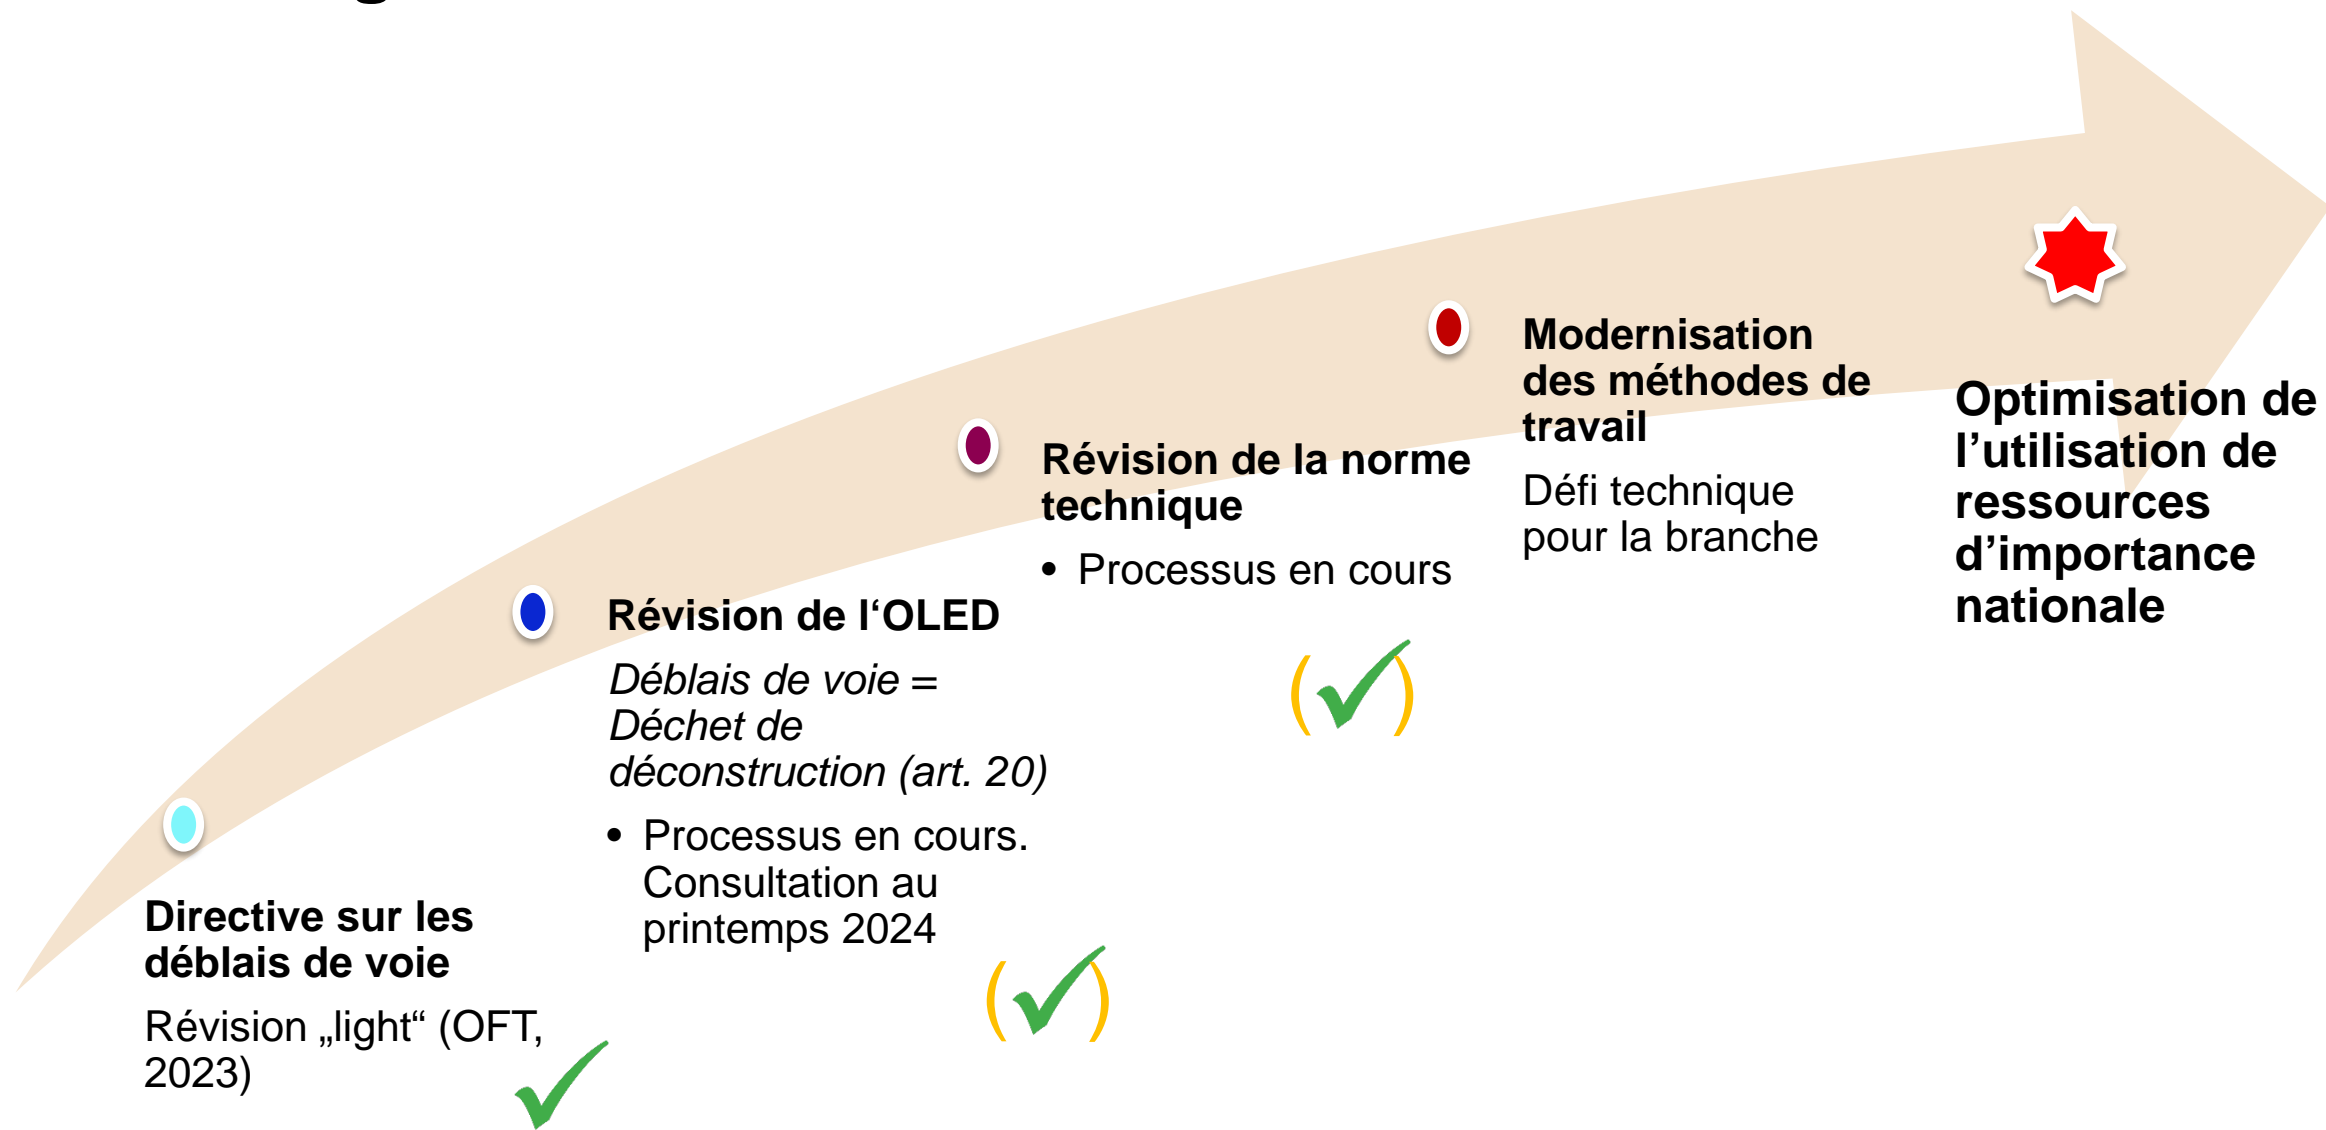 Directive sur les
déblais de voie
Révision „light“ (OFT,
2023)
Révision de l‘OLED
Déblais de voie =
Déchet de
déconstruction (art. 20)
• Processus en cours.
Consultation au
printemps 2024
( )
Révision de la norme
technique
• Processus en cours
( )
Modernisation
des méthodes de
travail
Défi technique
pour la branche
Optimisation de
l’utilisation de
ressources
d’importance
nationale